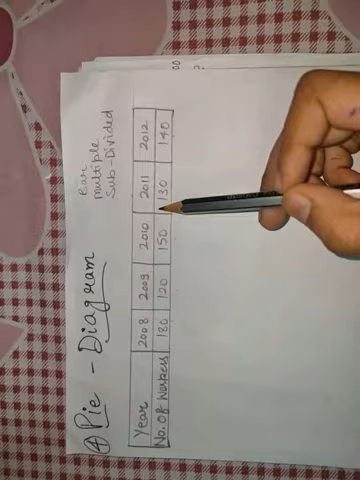 ④ Pie - Diagram
Bar
Multiple
Sub-Divided
Year 2008 2009 2010 2011 2012
No. Of Workers 180 120 150 130 140